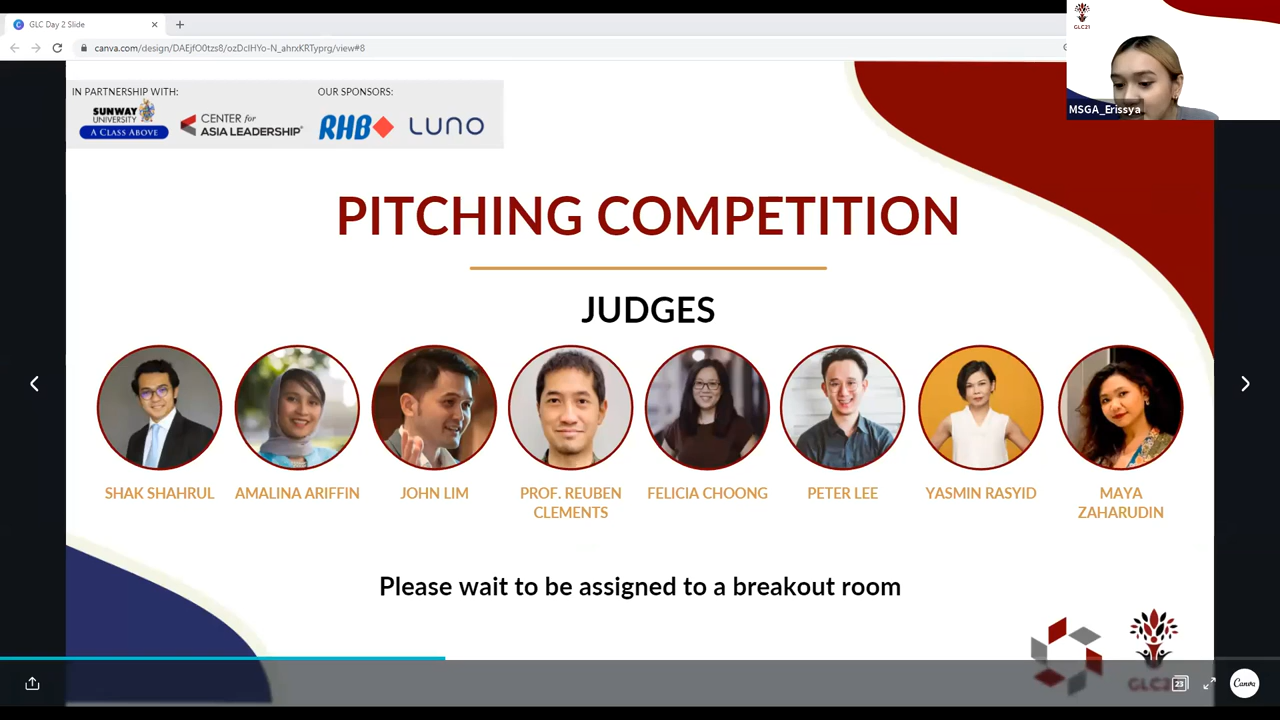 GLC Day 2 Slide
canva.com/design/DAEjfO0tzs8/ozDclHYo-N_ahrxKRTyprg/view#8
GLC21
MSGA_Erissya
IN PARTNERSHIP WITH:
OUR SPONSORS:
SUNWAY
UNIVERSITY
A CLASS ABOVE
CENTER for
ASIA LEADERSHIP
RHB
LUNO
PITCHING COMPETITION
JUDGES
SHAK SHAHRUL
AMALINA ARIFFIN
JOHN LIM
PROF. REUBEN
CLEMENTS
FELICIA CHOONG
PETER LEE
YASMIN RASYID
MAYA
ZAHARUDIN
Please wait to be assigned to a breakout room
GLC21
23
Canva